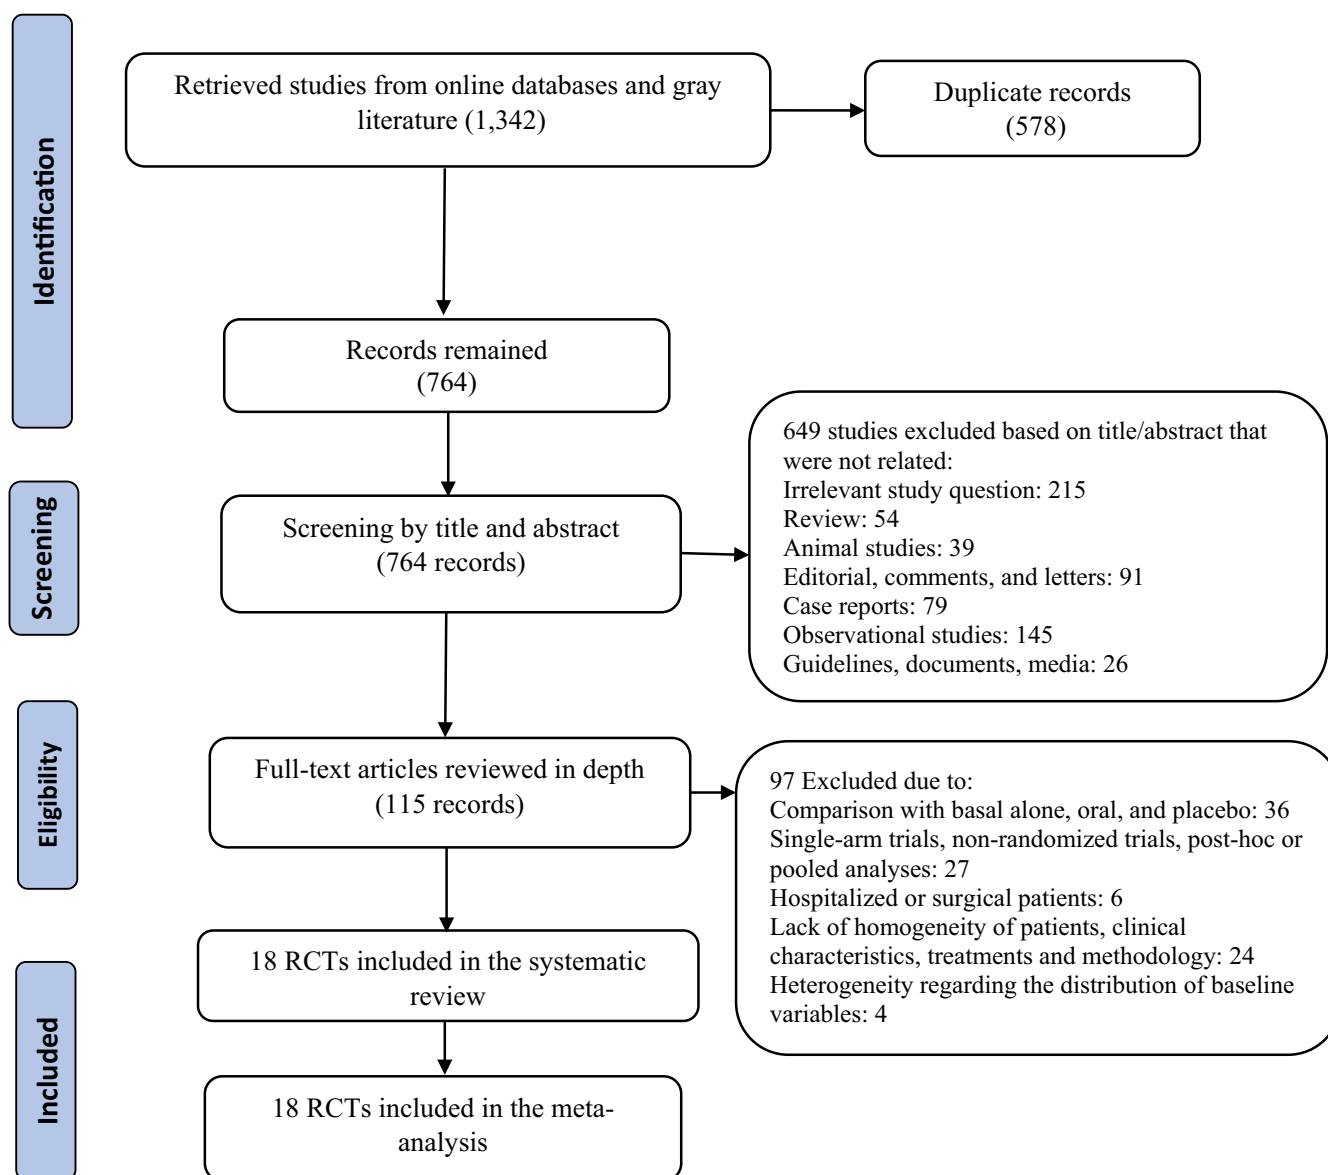 Identification
Retrieved studies from online databases and gray
literature (1,342)
Duplicate records
(578)
Records remained
(764)
Screening
Screening by title and abstract
(764 records)
649 studies excluded based on title/abstract that
were not related:
Irrelevant study question: 215
Review: 54
Animal studies: 39
Editorial, comments, and letters: 91
Case reports: 79
Observational studies: 145
Guidelines, documents, media: 26
Eligibility
Full-text articles reviewed in depth
(115 records)
97 Excluded due to:
Comparison with basal alone, oral, and placebo: 36
Single-arm trials, non-randomized trials, post-hoc or
pooled analyses: 27
Hospitalized or surgical patients: 6
Lack of homogeneity of patients, clinical
characteristics, treatments and methodology: 24
Heterogeneity regarding the distribution of baseline
variables: 4
Included
18 RCTs included in the systematic
review
18 RCTs included in the meta-
analysis